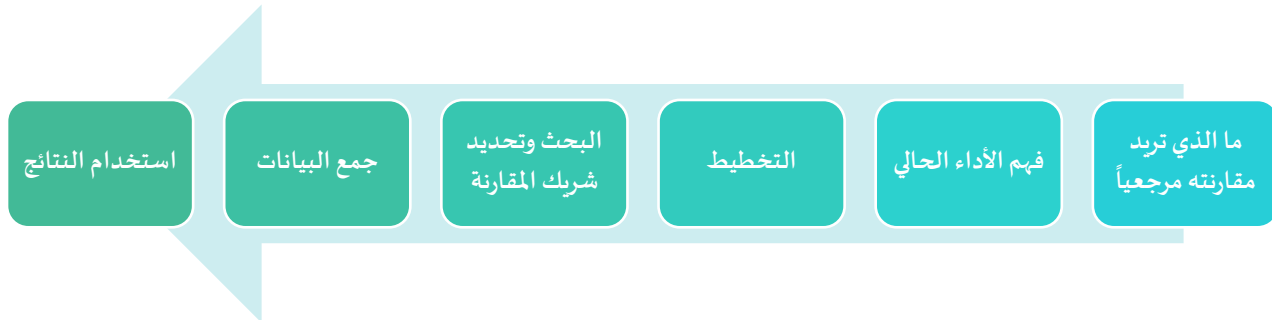 ما الذي تريد
مقارنته مرجعياً
فهم الأداء الحالي
التخطيط
البحث وتحديد
شريك المقارنة
جمع البيانات
استخدام النتائج